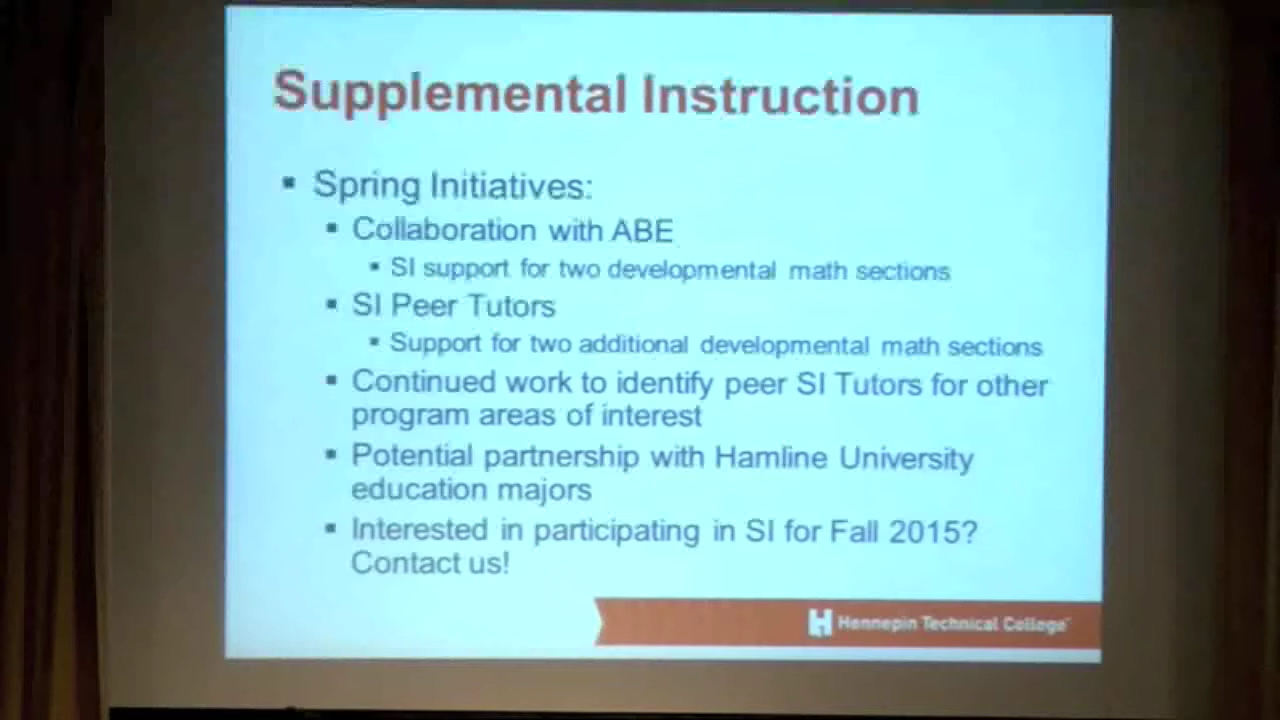 Supplemental Instruction
▪ Spring Initiatives:
▪ Collaboration with ABE
▪ SI support for two developmental math sections
▪ SI Peer Tutors
▪ Support for two additional developmental math sections
▪ Continued work to identify peer SI Tutors for other
program areas of interest
▪ Potential partnership with Hamline University
education majors
▪ Interested in participating in SI for Fall 2015?
Contact us!
H Hennepin Technical College